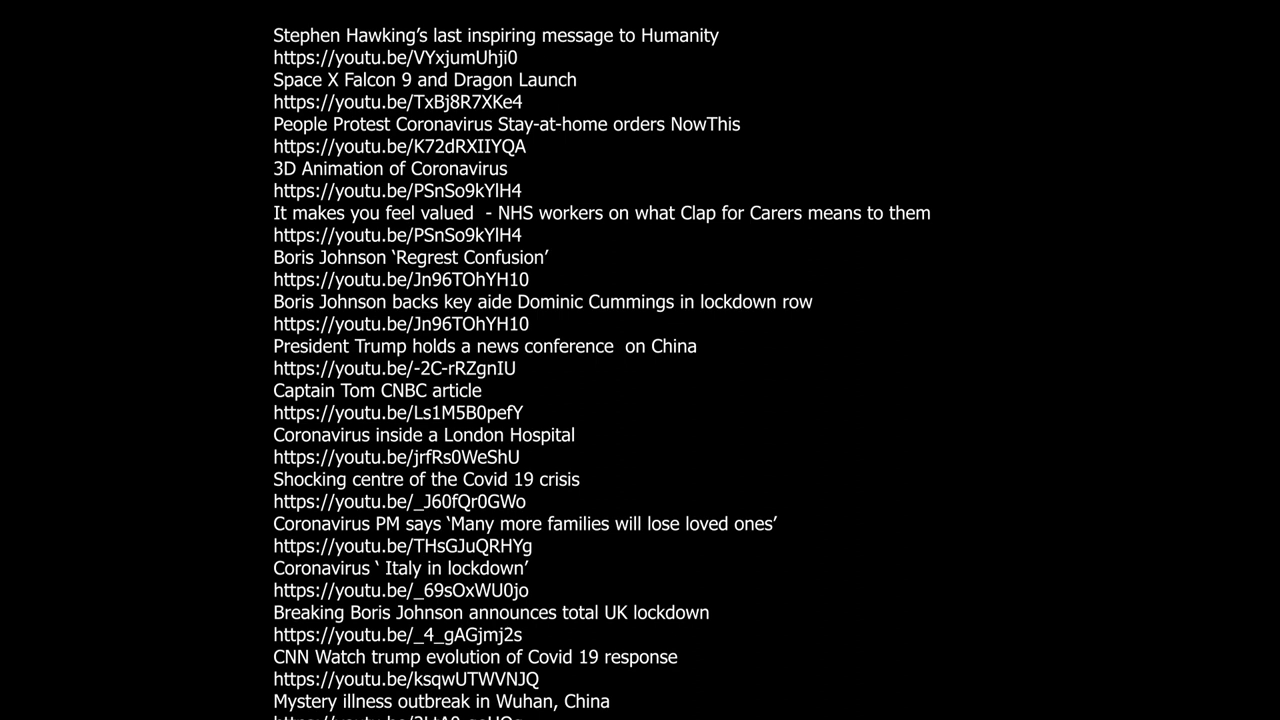 Stephen Hawking’s last inspiring message to Humanity
https://youtu.be/VYxjumUhji0
Space X Falcon 9 and Dragon Launch
https://youtu.be/TxBj8R7XKe4
People Protest Coronavirus Stay-at-home orders NowThis
https://youtu.be/K72dRXIIYQA
3D Animation of Coronavirus
https://youtu.be/PSnSo9kYlH4
It makes you feel valued  - NHS workers on what Clap for Carers means to them
https://youtu.be/PSnSo9kYlH4
Boris Johnson ‘Regrest Confusion’
https://youtu.be/Jn96TOhYH10
Boris Johnson backs key aide Dominic Cummings in lockdown row
https://youtu.be/Jn96TOhYH10
President Trump holds a news conference  on China
https://youtu.be/-2C-rRZgnIU
Captain Tom CNBC article
https://youtu.be/Ls1M5B0pefY
Coronavirus inside a London Hospital
https://youtu.be/jrfRs0WeShU
Shocking centre of the Covid 19 crisis
https://youtu.be/_J60fQr0GWo
Coronavirus PM says ‘Many more families will lose loved ones’
https://youtu.be/THsGJuQRHYg
Coronavirus ‘ Italy in lockdown’
https://youtu.be/_69sOxWU0jo
Breaking Boris Johnson announces total UK lockdown
https://youtu.be/_4_gAGjmj2s
CNN Watch trump evolution of Covid 19 response
https://youtu.be/ksqwUTWVNJQ
Mystery illness outbreak in Wuhan, China